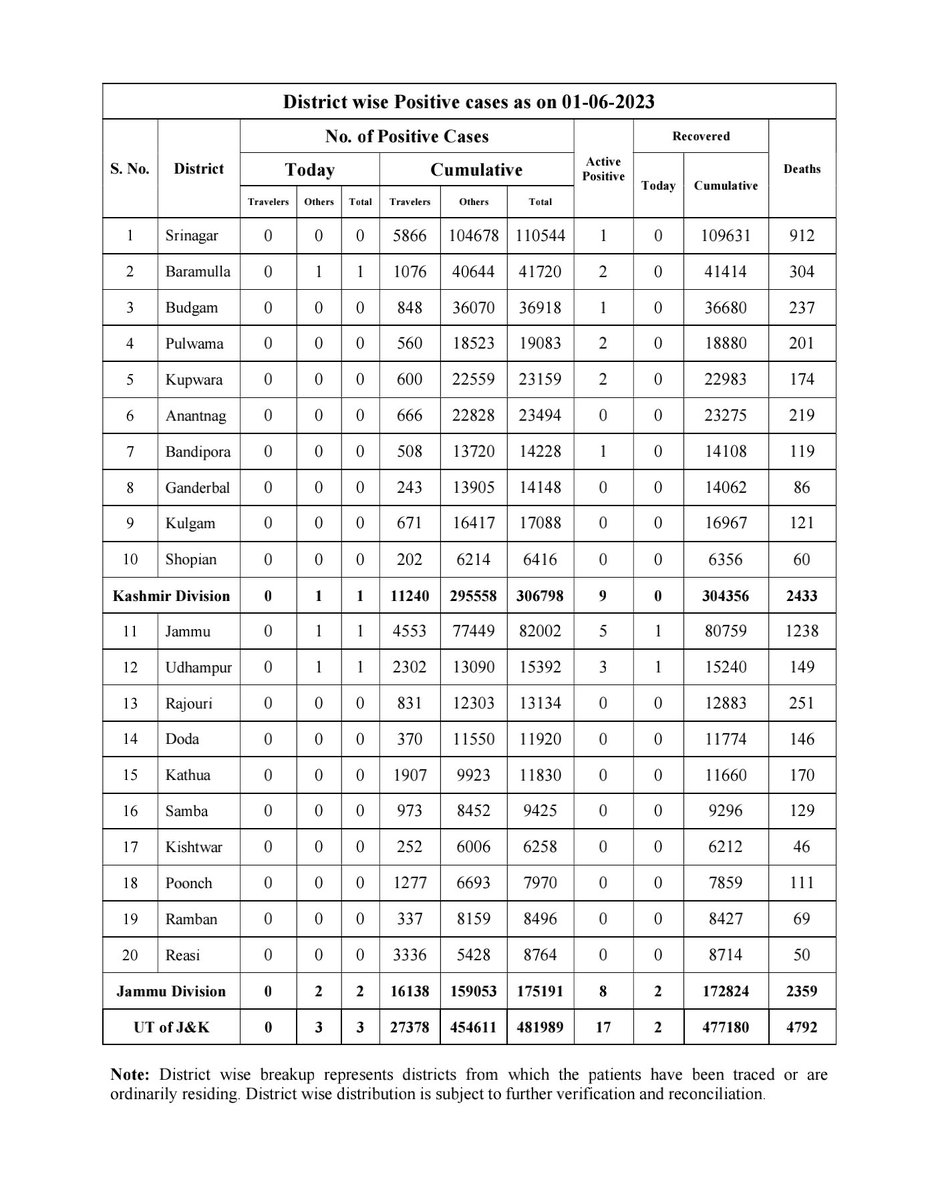 District wise Positive cases as on 01-06-2023
S. No. District No. of Positive Cases Active Positive Recovered Deaths
Today Cumulative Today Cumulative
Travelers Others Total Travelers Others Total
1 Srinagar 0 0 0 5866 104678 110544 1 0 109631 912
2 Baramulla 0 1 1 1076 40644 41720 2 0 41414 304
3 Budgam 0 0 0 848 36070 36918 1 0 36680 237
4 Pulwama 0 0 0 560 18523 19083 2 0 18880 201
5 Kupwara 0 0 0 600 22559 23159 2 0 22983 174
6 Anantnag 0 0 0 666 22828 23494 0 0 23275 219
7 Bandipora 0 0 0 508 13720 14228 1 0 14108 119
8 Ganderbal 0 0 0 243 13905 14148 0 0 14062 86
9 Kulgam 0 0 0 671 16417 17088 0 0 16967 121
10 Shopian 0 0 0 202 6214 6416 0 0 6356 60
Kashmir Division 0 1 1 11240 295558 306798 9 0 304356 2433
11 Jammu 0 1 1 4553 77449 82002 5 1 80759 1238
12 Udhampur 0 1 1 2302 13090 15392 3 1 15240 149
13 Rajouri 0 0 0 831 12303 13134 0 0 12883 251
14 Doda 0 0 0 370 11550 11920 0 0 11774 146
15 Kathua 0 0 0 1907 9923 11830 0 0 11660 170
16 Samba 0 0 0 973 8452 9425 0 0 9296 129
17 Kishtwar 0 0 0 252 6006 6258 0 0 6212 46
18 Poonch 0 0 0 1277 6693 7970 0 0 7859 111
19 Ramban 0 0 0 337 8159 8496 0 0 8427 69
20 Reasi 0 0 0 3336 5428 8764 0 0 8714 50
Jammu Division 0 2 2 16138 159053 175191 8 2 172824 2359
UT of J&K 0 3 3 27378 454611 481989 17 2 477180 4792
Note: District wise breakup represents districts from which the patients have been traced or are
ordinarily residing. District wise distribution is subject to further verification and reconciliation.